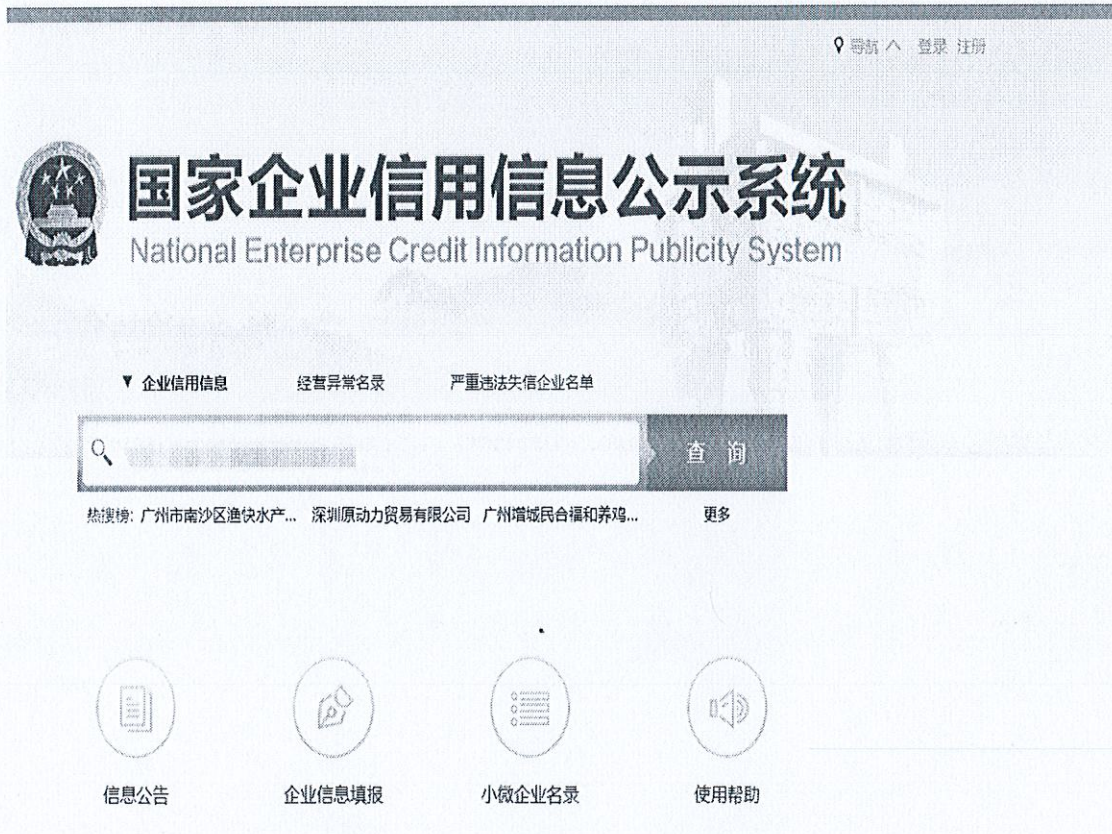 导航 登录 注册
国家企业信用信息公示系统
National Enterprise Credit Information Publicity System
企业信用信息 经营异常名录 严重违法失信企业名单
查 询
热搜榜: 广州市南沙区渔快水产... 深圳原动力贸易有限公司 广州增城民合福和养鸡... 更多
信息公告 企业信息填报 小微企业名录 使用帮助